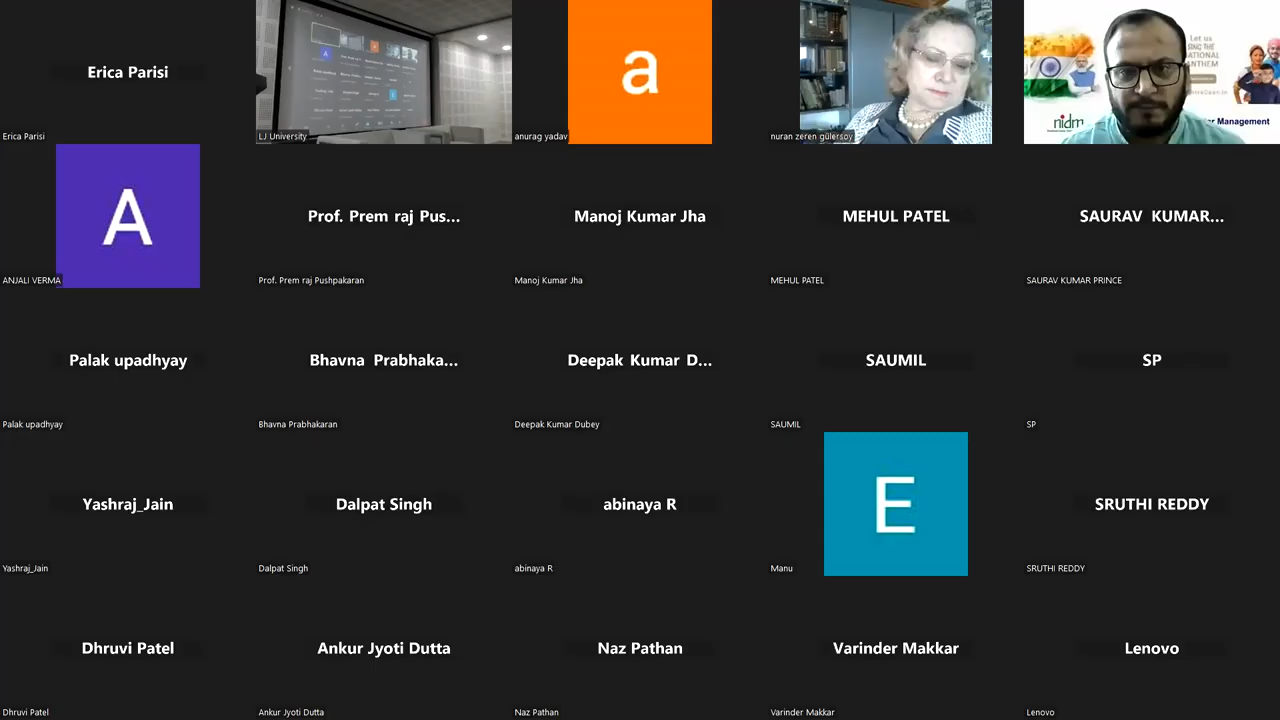 Erica Parisi
Erica Parisi
LJ University
a
anurag yadav
nuran zeren gülersoy
Let us
SING THE
NATIONAL
ANTHEM
nidm
Management
A
ANJALI VERMA
Prof. Prem raj Pus...
Prof. Prem raj Pushpakaran
Manoj Kumar Jha
Manoj Kumar Jha
MEHUL PATEL
MEHUL PATEL
SAURAV KUMAR...
SAURAV KUMAR PRINCE
Palak upadhyay
Palak upadhyay
Bhavna Prabhaka...
Bhavna Prabhakaran
Deepak Kumar D...
Deepak Kumar Dubey
SAUMIL
SAUMIL
SP
SP
Yashraj_Jain
Yashraj_Jain
Dalpat Singh
Dalpat Singh
abinaya R
abinaya R
E
Manu
SRUTHI REDDY
SRUTHI REDDY
Dhruvi Patel
Dhruvi Patel
Ankur Jyoti Dutta
Ankur Jyoti Dutta
Naz Pathan
Naz Pathan
Varinder Makkar
Varinder Makkar
Lenovo
Lenovo